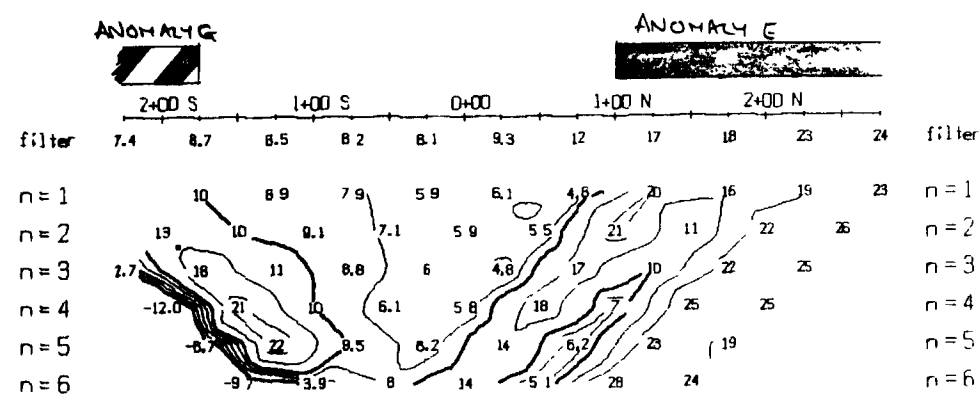 ANOMALY G ANOMALY E
2+00 S 1+00 S 0+00 1+00 N 2+00 N
filter 7.4 8.7 8.5 8 2 8.1 9.3 12 17 18 23 24 filter
n = 1 10 8 9 7 9 5 9 6.1 4.6 20 16 19 23 n = 1
n = 2 13 10 9.1 7.1 5 9 5 5 21 11 22 26 n = 2
n = 3 2.7 18 11 8.8 6 4.8 17 10 22 25 n = 3
n = 4 -12.0 21 10 6.1 5 8 18 25 25 n = 4
n = 5 22 9.5 6.2 14 6.2 23 19 n = 5
n = 6 -9.7 3.9 8 14 5 1 28 24 n = 6